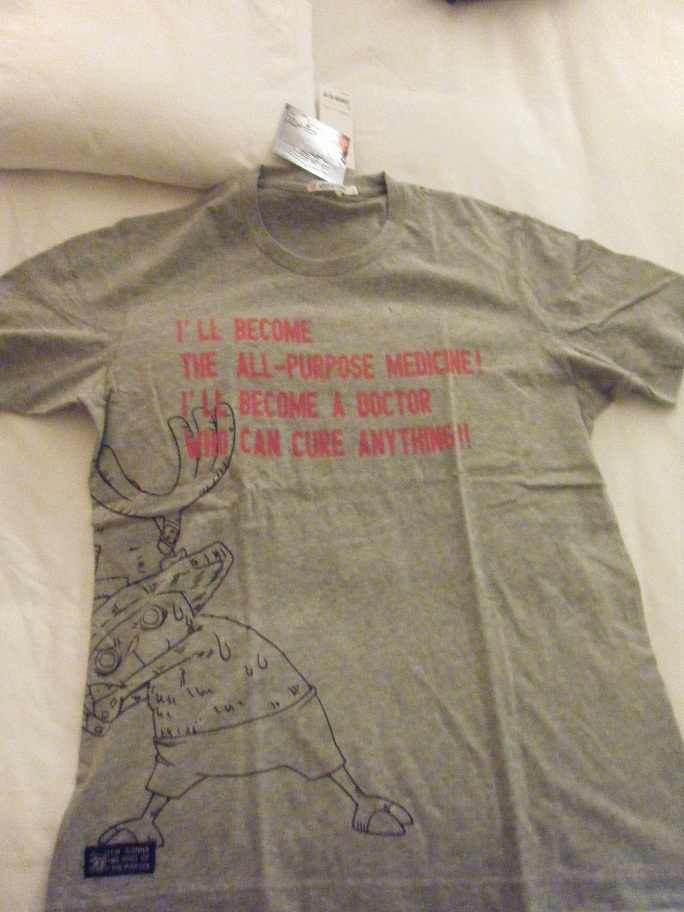 I'LL BECOME
THE ALL-PURPOSE MEDICINE!
I'LL BECOME A DOCTOR
WHO CAN CURE ANYTHING!!